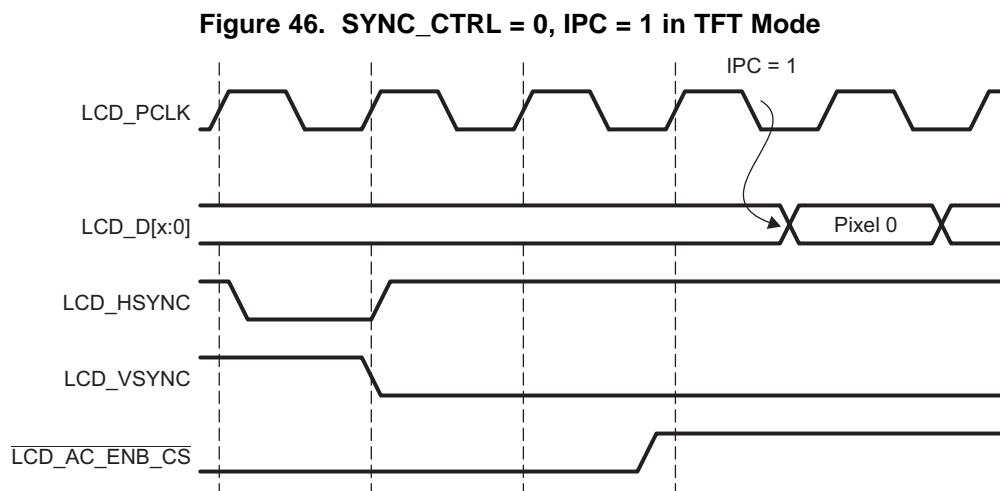 Figure 46. SYNC_CTRL = 0, IPC = 1 in TFT Mode
IPC = 1
LCD_PCLK
LCD_D[x:0]
Pixel 0
LCD_HSYNC
LCD_VSYNC
LCD_AC_ENB_CS